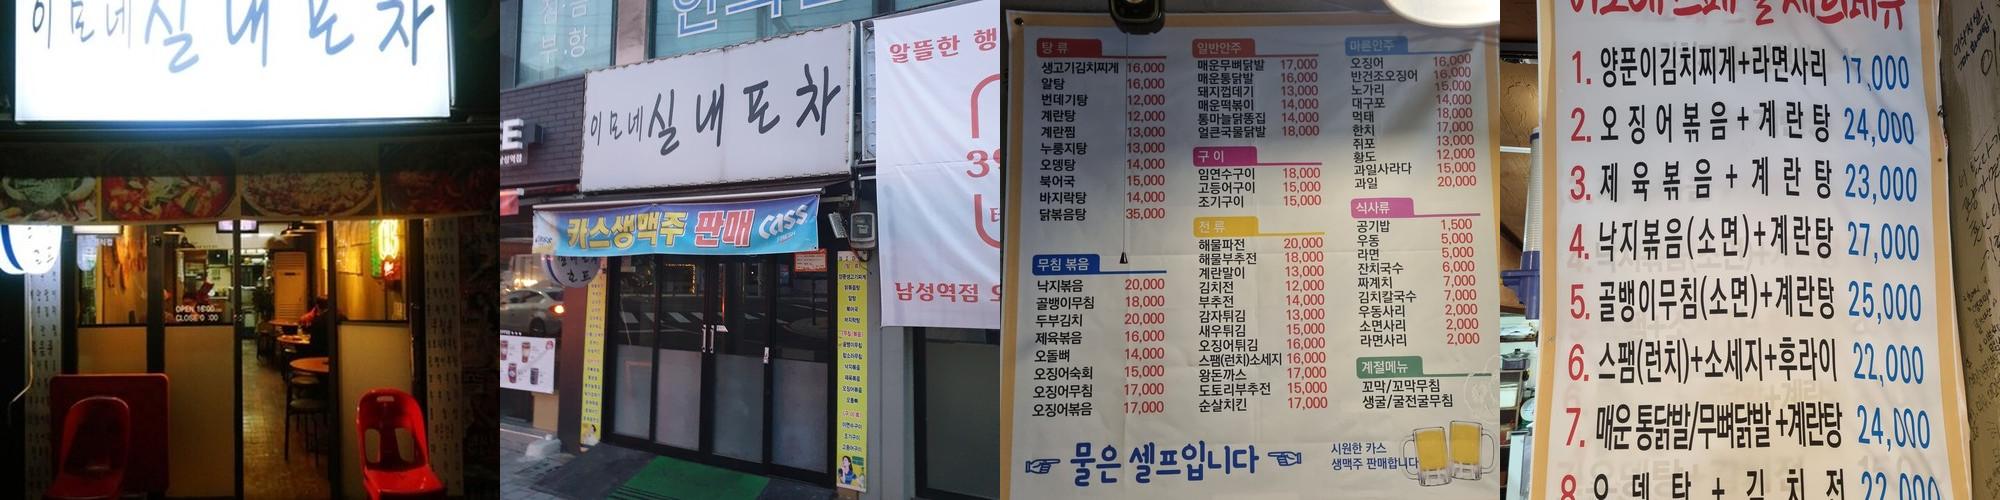 이모네실내포차
OPEN 16:00
이모네실내포차
카스생맥주 판매 CASS
알뜰한 행
남성역점
탕류
생고기김치찌게 16,000
알탕 16,000
번데기탕 12,000
계란탕 12,000
계란찜 13,000
누룽지탕 13,000
오뎅탕 14,000
북어국 15,000
바지락탕 14,000
닭볶음탕 35,000
무침 볶음
낙지볶음 20,000
골뱅이무침 18,000
두부김치 20,000
제육볶음 16,000
오돌뼈 14,000
오징어숙회 15,000
오징어무침 17,000
오징어볶음 17,000
일반안주
매운무뼈닭발 17,000
매운통닭발 16,000
돼지껍데기 13,000
매운떡볶이 14,000
통마늘닭똥집 14,000
얼큰국물닭발 18,000
구이
임연수구이 18,000
고등어구이 15,000
조기구이 15,000
전류
해물파전 20,000
해물부추전 18,000
계란말이 13,000
김치전 12,000
부추전 14,000
감자튀김 13,000
새우튀김 15,000
오징어튀김 14,000
스팸(런치)소세지 16,000
왕돈까스 17,000
도토리부추전 15,000
순살치킨 17,000
마른안주
오징어 16,000
반건조오징어 16,000
노가리 15,000
대구포 14,000
먹태 18,000
한치 17,000
쥐포 13,000
황도 12,000
과일사라다 15,000
과일 20,000
식사류
공기밥 1,500
우동 5,000
라면 5,000
잔치국수 6,000
짜계치 7,000
김치칼국수 7,000
우동사리 2,000
소면사리 2,000
라면사리 2,000
계절메뉴
꼬막/꼬막무침
생굴/굴전굴무침
물은 셀프입니다
시원한 카스
생맥주 판매합니다
1. 양푼이김치찌게+라면사리 17,000
2. 오징어볶음+계란탕 24,000
3. 제육볶음+계란탕 23,000
4. 낙지볶음(소면)+계란탕 27,000
5. 골뱅이무침(소면)+계란탕 25,000
6. 스팸(런치)+소세지+후라이 22,000
7. 매운통닭발/무뼈닭발+계란탕 24,000
8 오뎅탕+김치전 22,000